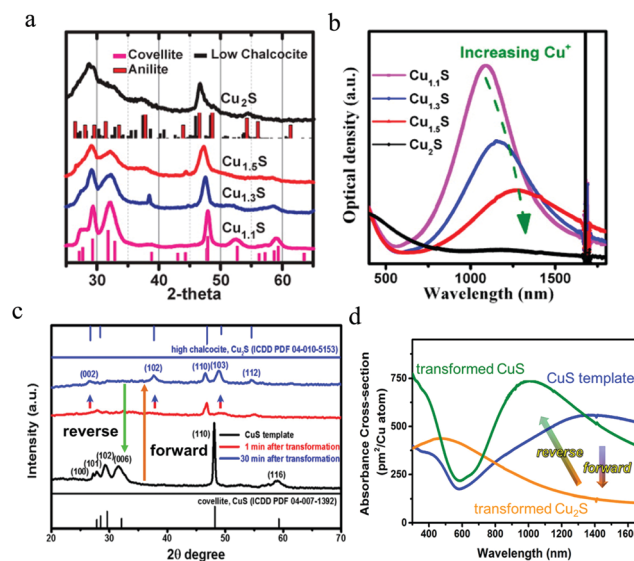 a
Covellite
Low Chalcocite
Anilite
Cu2S
Cu1.5S
Cu1.3S
Cu1.1S
30 40 50 60
2-theta
b
Optical density (a.u.)
Increasing Cu+
Cu1.1S
Cu1.3S
Cu1.5S
Cu2S
500 1000 1500
Wavelength (nm)
c
Intensity (a.u.)
high chalcocite, Cu2S (ICDD PDF 04-010-5153)
(002)
(102)
(110)
(103)
(112)
reverse
forward
(110)
CuS template
1 min after transformation
30 min after transformation
(100)
(101)
(102)
(006)
(116)
covellite, CuS (ICDD PDF 04-007-1392)
20 30 40 50 60 70
2θ degree
d
Absorbance Cross-section
(pm2/Cu atom)
transformed CuS
CuS template
reverse
forward
transformed Cu2S
750
500
250
0
400 600 800 1000 1200 1400 1600
Wavelength (nm)